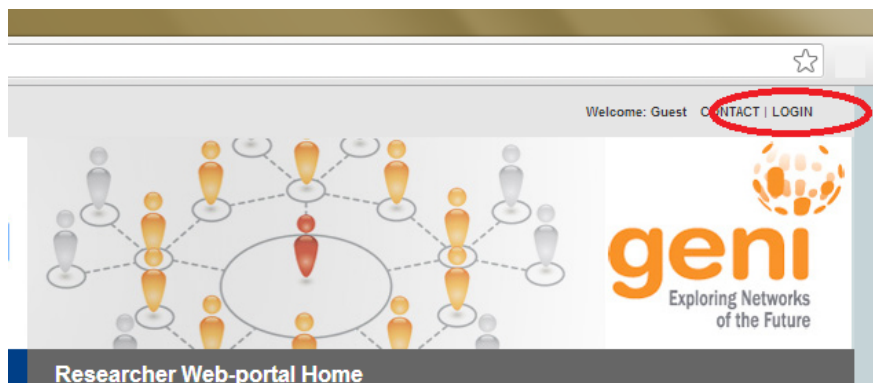 Welcome: Guest CONTACT | LOGIN
geni
Exploring Networks
of the Future
Researcher Web-portal Home